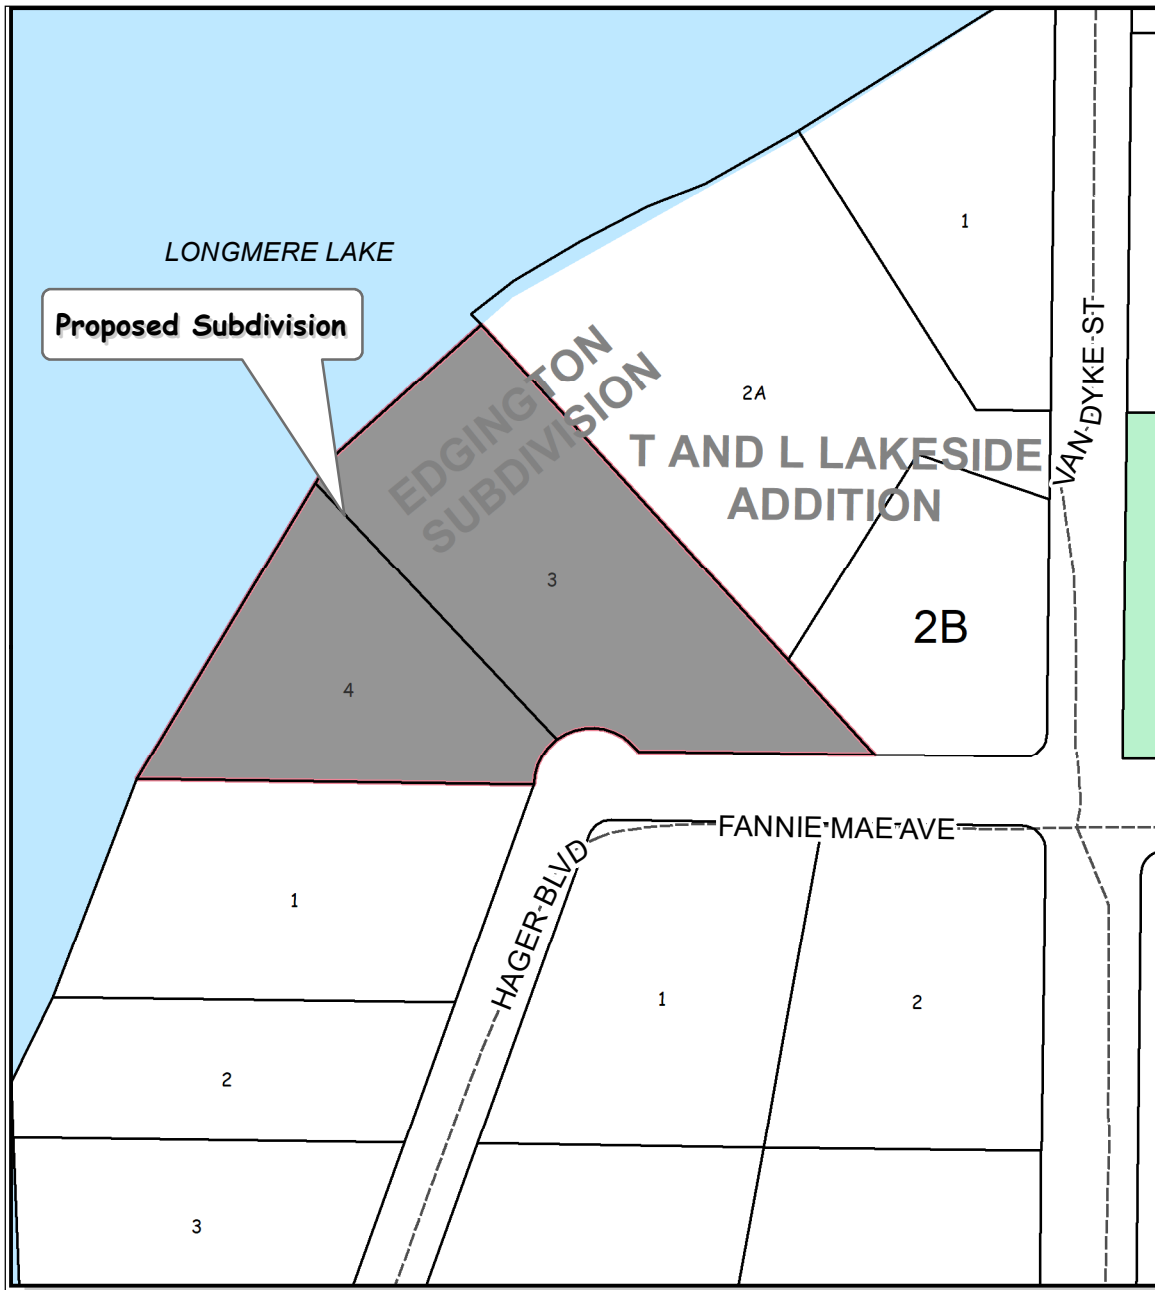 1
LONGMERE LAKE
Proposed Subdivision
VAN DYKE ST
EDGINGTON
SUBDIVISION
2A
T AND L LAKESIDE
ADDITION
3
2B
4
FANNIE MAE AVE
HAGER BLVD
1
1
2
2
3